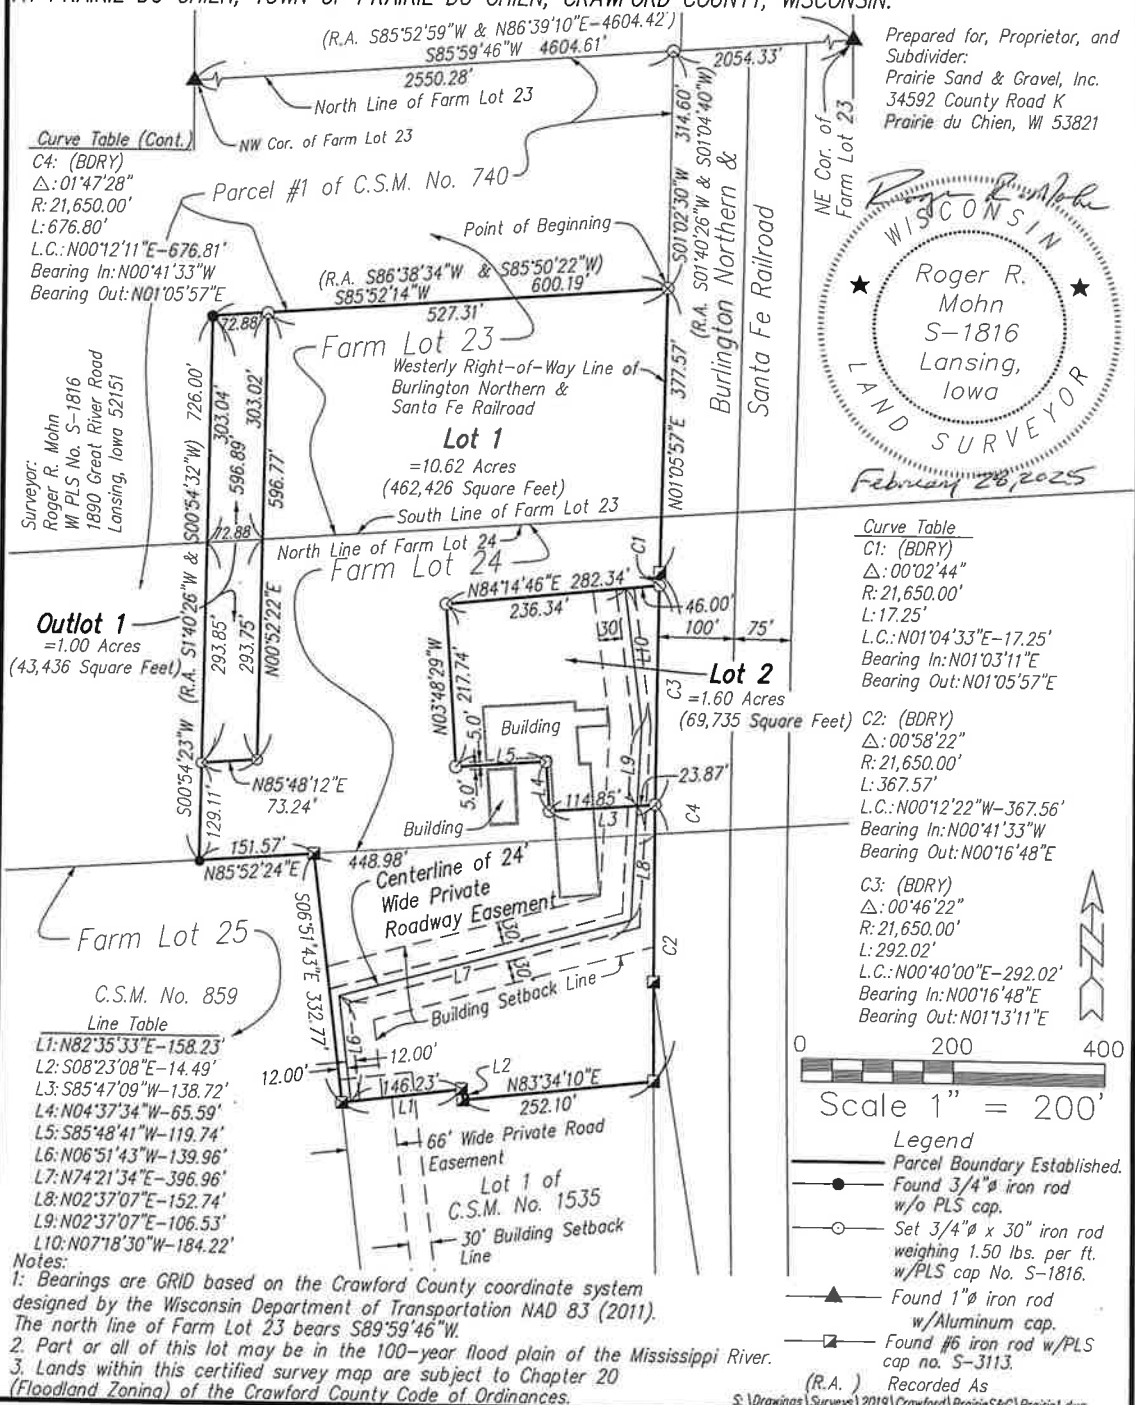 AT PRAIRIE DU CHIEN, TOWN OF PRAIRIE DU CHIEN, CRAWFORD COUNTY, WISCONSIN.
(R.A. S85°52'59"W & N86°39'10"E-4604.42')
S85°59'46"W 4604.61'
2550.28'
2054.33'
North Line of Farm Lot 23
NW Cor. of Farm Lot 23
NE Cor. of
Farm Lot 23
Prepared for, Proprietor, and
Subdivider:
Prairie Sand & Gravel, Inc.
34592 County Road K
Prairie du Chien, WI 53821
Curve Table (Cont.)
C4: (BDRY)
△:01°47'28"
R:21,650.00'
L:676.80'
L.C.:N00°12'11"E-676.81'
Bearing In:N00°41'33"W
Bearing Out:N01°05'57"E
Parcel #1 of C.S.M. No. 740
Point of Beginning
S01°02'30"W 314.60'
(R.A. S01°40'26"W & S01°04'40"W)
Burlington Northern &
Santa Fe Railroad
WISCONSIN
Roger R.
Mohn
S-1816
Lansing,
Iowa
LAND SURVEYOR
February 28, 2025
(R.A. S86°38'34"W & S85°50'22"W)
S85°52'14"W 600.19'
72.88'
527.31'
Farm Lot 23
Westerly Right-of-Way Line of
Burlington Northern &
Santa Fe Railroad
N01°05'57"E 377.57'
Lot 1
=10.62 Acres
(462,426 Square Feet)
South Line of Farm Lot 23
North Line of Farm Lot 24
Farm Lot 24
Surveyor:
Roger R. Mohn
WI PLS No. S-1816
1890 Great River Road
Lansing, Iowa 52151
S00°54'23"W (R.A. S1°40'26"W & S00°54'32"W) 726.00'
303.04'
596.89'
303.02'
596.77'
72.88'
293.85'
293.75'
N00°52'22"E
Outlot 1
=1.00 Acres
(43,436 Square Feet)
N85°48'12"E
73.24'
129.11'
151.57'
N85°52'24"E
448.98'
C1
N84°14'46"E 282.34'
236.34'
46.00'
100'
75'
30'
L10
N03°48'29"W 217.74'
Lot 2
=1.60 Acres
(69,735 Square Feet)
C3
Building
5.0'
5.0'
L5
L4
L9
23.87'
114.85'
L3
C4
Building
L8
Centerline of 24'
Wide Private
Roadway Easement
30'
30'
L7
Building Setback Line
C2
S06°51'43"E 332.77'
L6
12.00'
12.00'
146.23'
L1
L2
N83°34'10"E
252.10'
66' Wide Private Road
Easement
Lot 1 of
C.S.M. No. 1535
30' Building Setback
Line
Farm Lot 25
C.S.M. No. 859
Line Table
L1:N82°35'33"E-158.23'
L2:S08°23'08"E-14.49'
L3:S85°47'09"W-138.72'
L4:N04°37'34"W-65.59'
L5:S85°48'41"W-119.74'
L6:N06°51'43"W-139.96'
L7:N74°21'34"E-396.96'
L8:N02°37'07"E-152.74'
L9:N02°37'07"E-106.53'
L10:N07°18'30"W-184.22'
Curve Table
C1: (BDRY)
△:00°02'44"
R:21,650.00'
L:17.25'
L.C.:N01°04'33"E-17.25'
Bearing In:N01°03'11"E
Bearing Out:N01°05'57"E
C2: (BDRY)
△:00°58'22"
R:21,650.00'
L:367.57'
L.C.:N00°12'22"W-367.56'
Bearing In:N00°41'33"W
Bearing Out:N00°16'48"E
C3: (BDRY)
△:00°46'22"
R:21,650.00'
L:292.02'
L.C.:N00°40'00"E-292.02'
Bearing In:N00°16'48"E
Bearing Out:N01°13'11"E
N
0 200 400
Scale 1" = 200'
Legend
Parcel Boundary Established.
Found 3/4"ø iron rod
w/o PLS cap.
Set 3/4"ø x 30" iron rod
weighing 1.50 lbs. per ft.
w/PLS cap No. S-1816.
Found 1"ø iron rod
w/Aluminum cap.
Found #6 iron rod w/PLS
cap no. S-3113.
(R.A. ) Recorded As
Notes:
1: Bearings are GRID based on the Crawford County coordinate system
designed by the Wisconsin Department of Transportation NAD 83 (2011).
The north line of Farm Lot 23 bears S89°59'46"W.
2. Part or all of this lot may be in the 100-year flood plain of the Mississippi River.
3. Lands within this certified survey map are subject to Chapter 20
(Floodland Zoning) of the Crawford County Code of Ordinances.